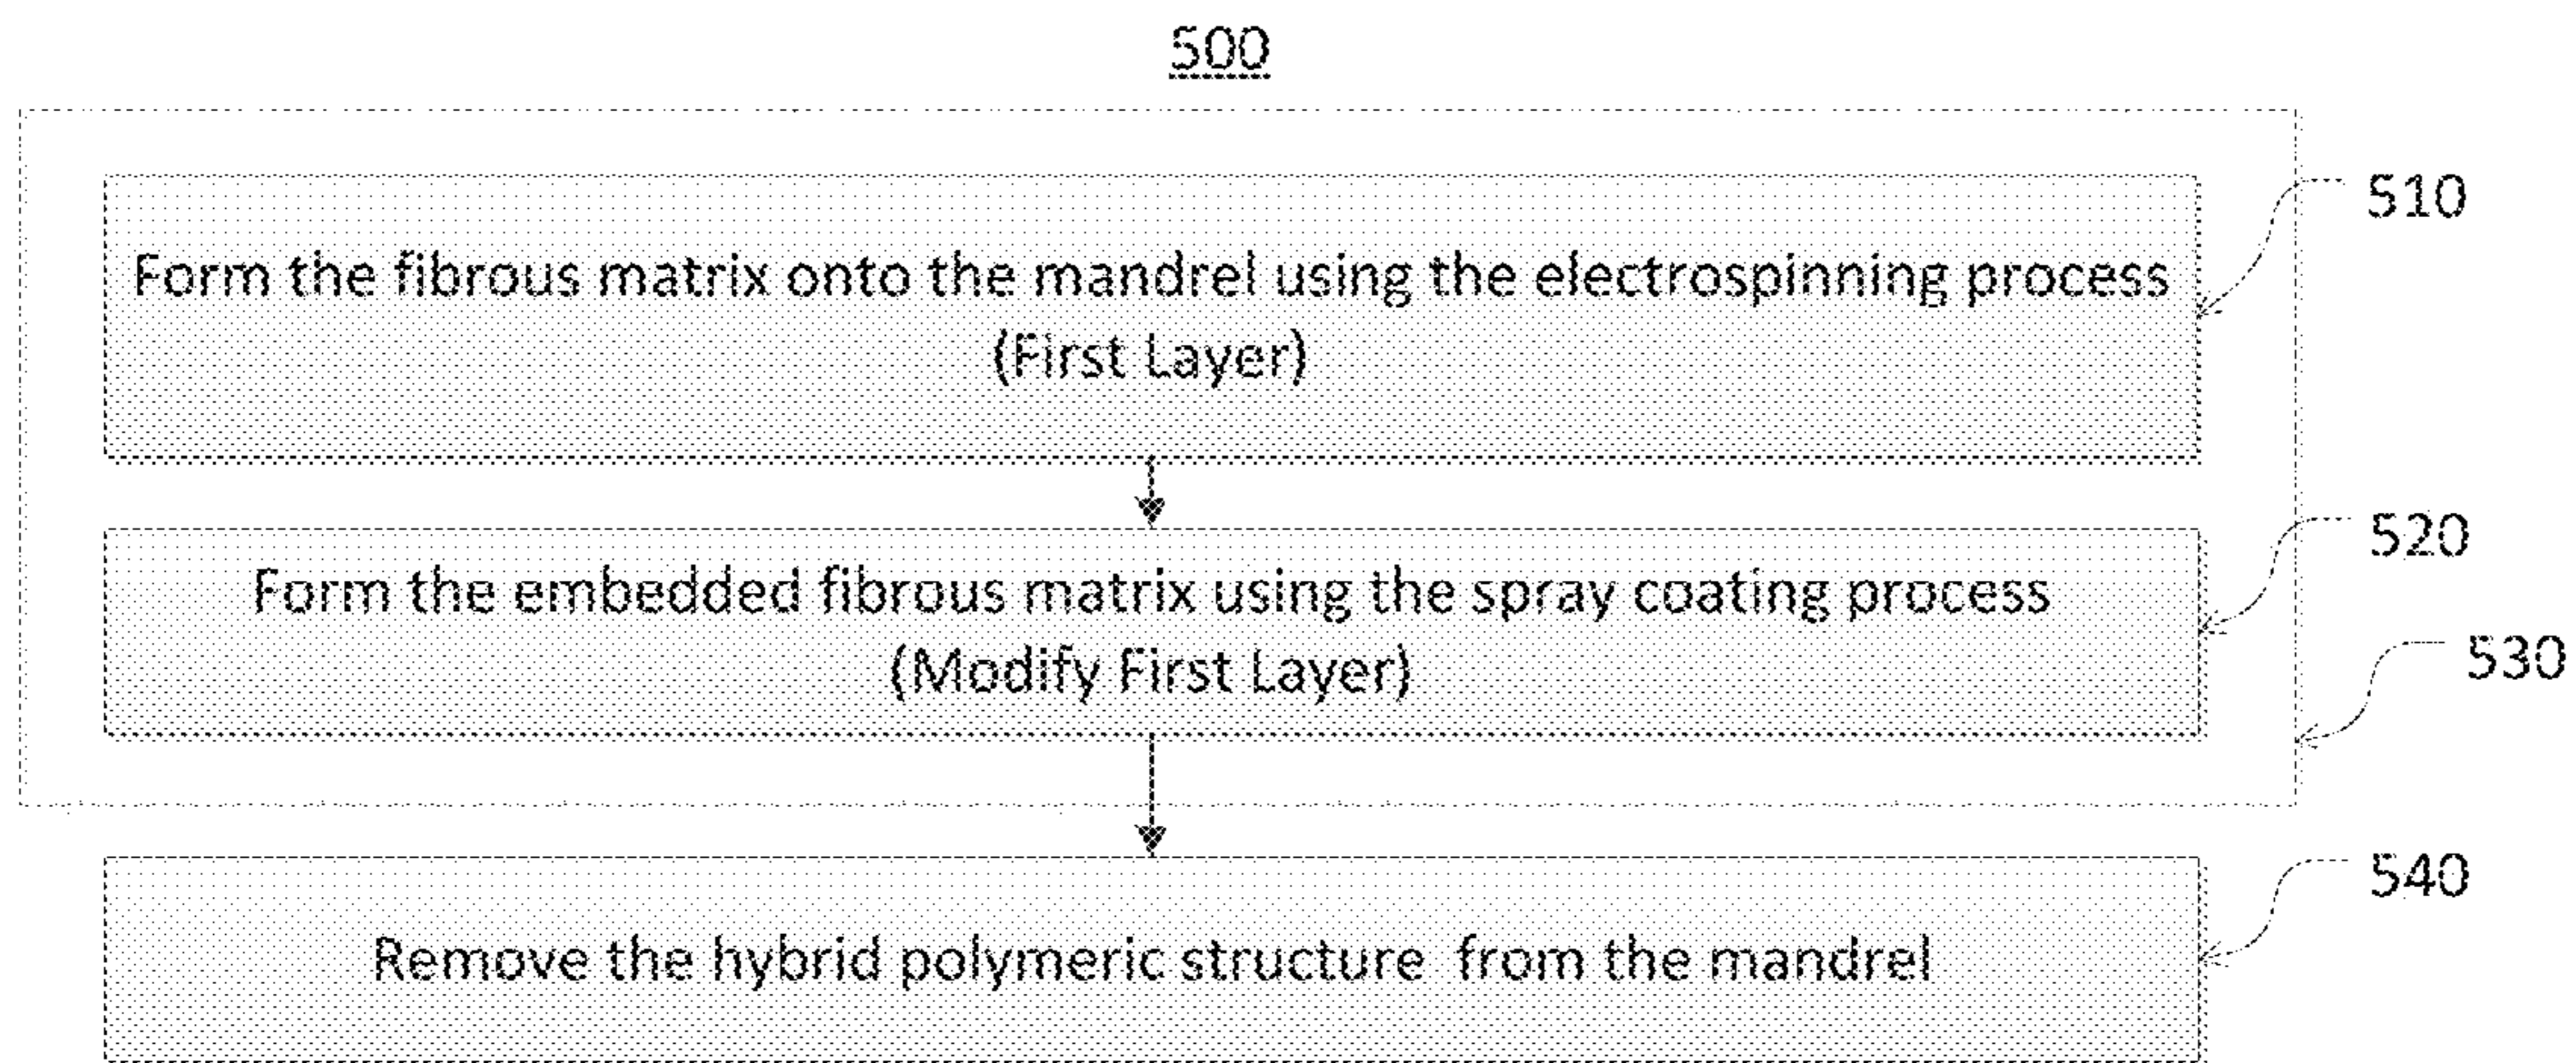 500
510
Form the fibrous matrix onto the mandrel using the electrospinning process
(First Layer)
520
Form the embedded fibrous matrix using the spray coating process
(Modify First Layer)
530
540
Remove the hybrid polymeric structure from the mandrel